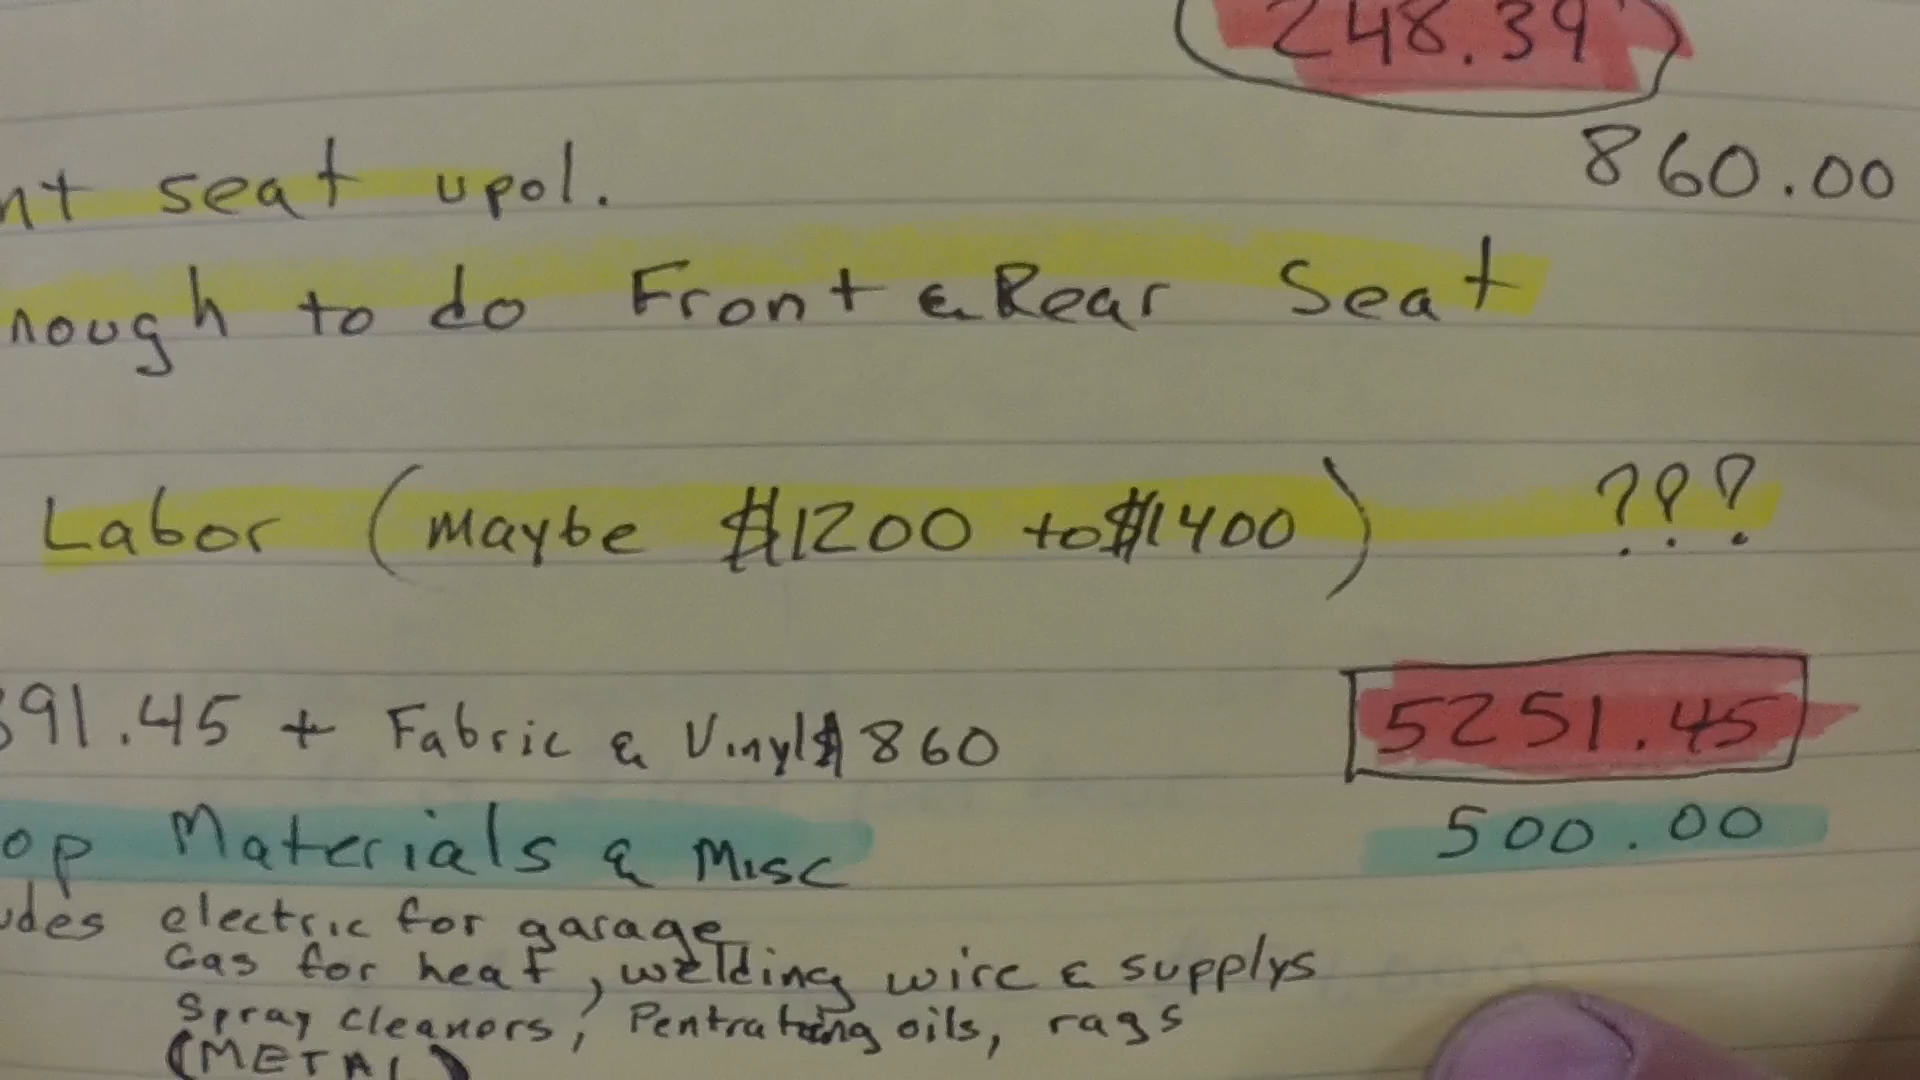 248.39
nt seat upol. 860.00
nough to do Front & Rear Seat
Labor (maybe $1200 to $1400) ???
391.45 + Fabric & Vinyl $860 5251.45
op Materials & Misc 500.00
udes electric for garage
Gas for heat, welding wire & supplys
Spray cleaners, Pentrating oils, rags
(METAL)